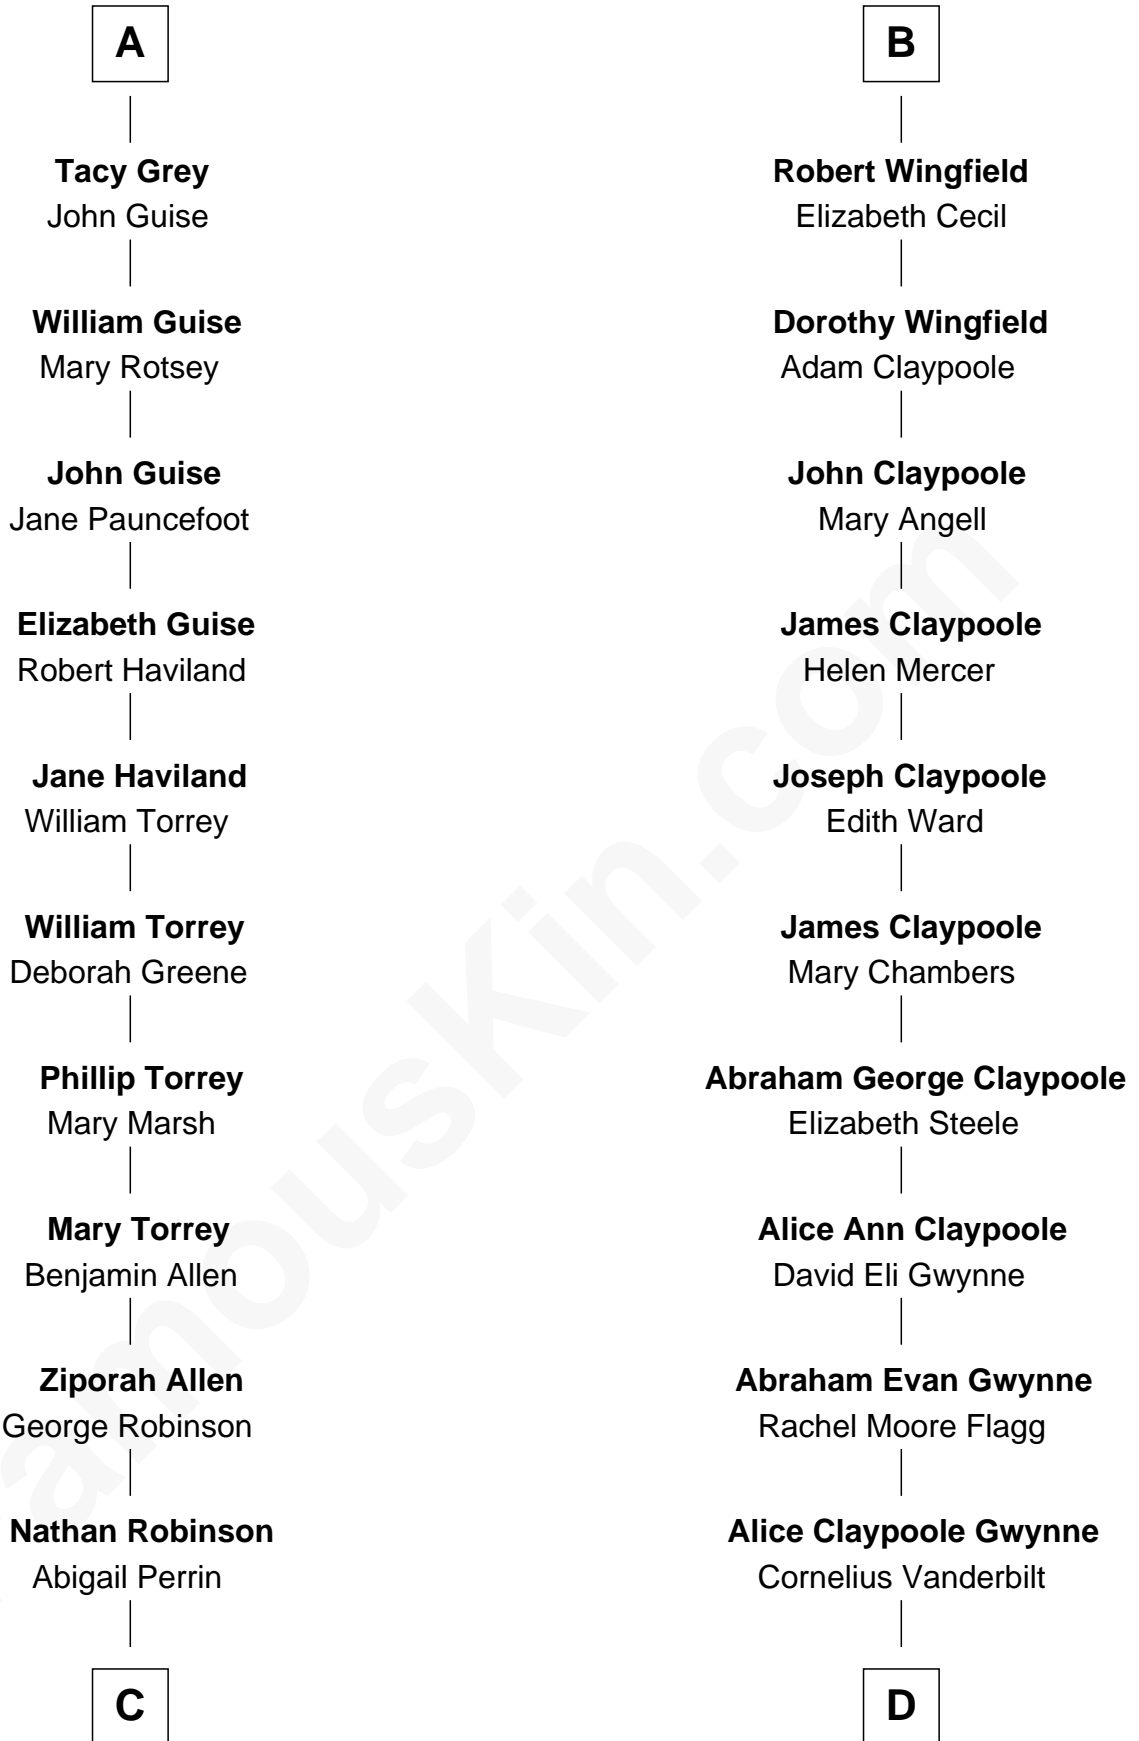 A
Tacy Grey
John Guise
William Guise
Mary Rotsey
John Guise
Jane Pauncefoot
Elizabeth Guise
Robert Haviland
Jane Haviland
William Torrey
William Torrey
Deborah Greene
Phillip Torrey
Mary Marsh
Mary Torrey
Benjamin Allen
Ziporah Allen
George Robinson
Nathan Robinson
Abigail Perrin
C
B
Robert Wingfield
Elizabeth Cecil
Dorothy Wingfield
Adam Claypoole
John Claypoole
Mary Angell
James Claypoole
Helen Mercer
Joseph Claypoole
Edith Ward
James Claypoole
Mary Chambers
Abraham George Claypoole
Elizabeth Steele
Alice Ann Claypoole
David Eli Gwynne
Abraham Evan Gwynne
Rachel Moore Flagg
Alice Claypoole Gwynne
Cornelius Vanderbilt
D
amouskin.com